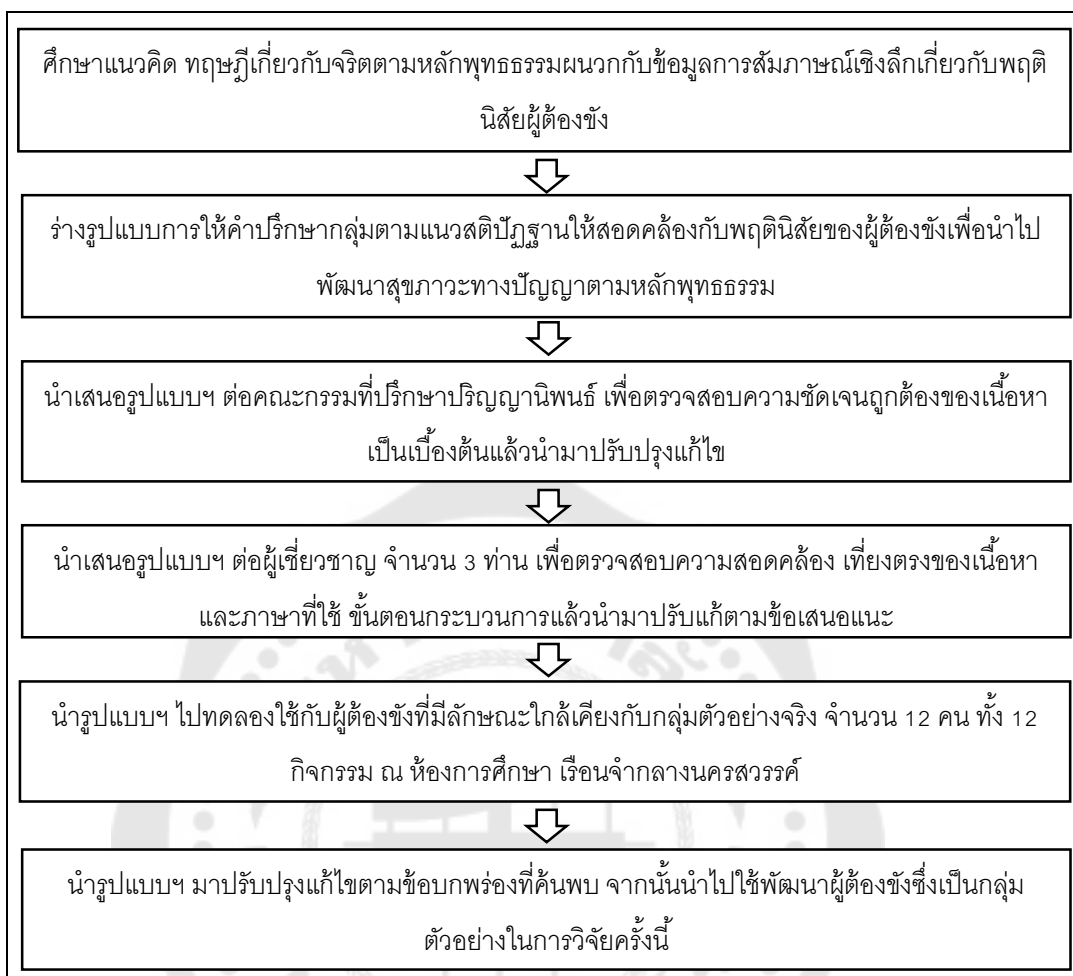 ศึกษาแนวคิด ทฤษฎีเกี่ยวกับจริตตามหลักพุทธธรรมผนวกกับข้อมูลการสัมภาษณ์เชิงลึกเกี่ยวกับพฤติ
นิสัยผู้ต้องขัง
ร่างรูปแบบการให้คำปรึกษากลุ่มตามแนวสติปัฏฐานให้สอดคล้องกับพฤตินิสัยของผู้ต้องขังเพื่อนำไป
พัฒนาสุขภาวะทางปัญญาตามหลักพุทธธรรม
นำเสนอรูปแบบฯ ต่อคณะกรรมที่ปรึกษาปริญญานิพนธ์ เพื่อตรวจสอบความชัดเจนถูกต้องของเนื้อหา
เป็นเบื้องต้นแล้วนำมาปรับปรุงแก้ไข
นำเสนอรูปแบบฯ ต่อผู้เชี่ยวชาญ จำนวน 3 ท่าน เพื่อตรวจสอบความสอดคล้อง เที่ยงตรงของเนื้อหา
และภาษาที่ใช้ ขั้นตอนกระบวนการแล้วนำมาปรับแก้ตามข้อเสนอแนะ
นำรูปแบบฯ ไปทดลองใช้กับผู้ต้องขังที่มีลักษณะใกล้เคียงกับกลุ่มตัวอย่างจริง จำนวน 12 คน ทั้ง 12
กิจกรรม ณ ห้องการศึกษา เรือนจำกลางนครสวรรค์
นำรูปแบบฯ มาปรับปรุงแก้ไขตามข้อบกพร่องที่ค้นพบ จากนั้นนำไปใช้พัฒนาผู้ต้องขังซึ่งเป็นกลุ่ม
ตัวอย่างในการวิจัยครั้งนี้